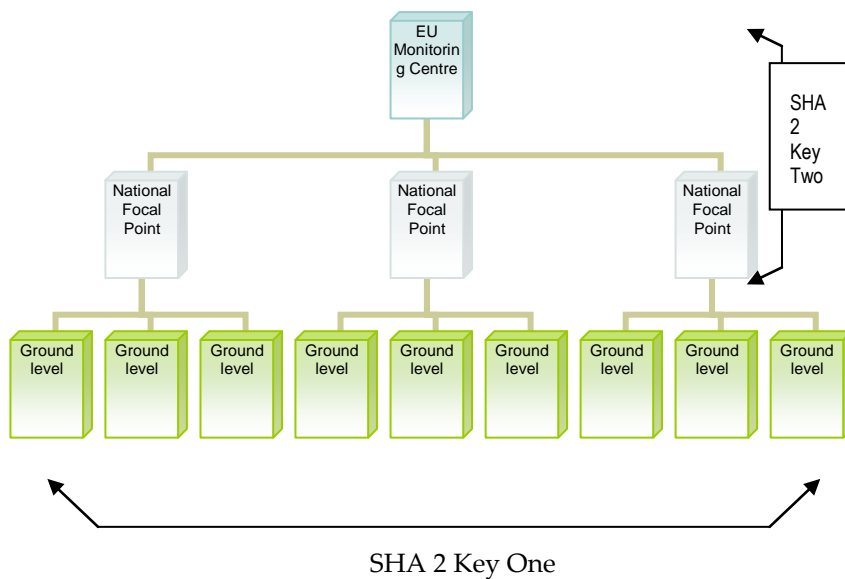 EU
Monitorin
g Centre
SHA
2
Key
Two
National
Focal
Point
National
Focal
Point
National
Focal
Point
Ground
level
Ground
level
Ground
level
Ground
level
Ground
level
Ground
level
Ground
level
Ground
level
Ground
level
SHA 2 Key One